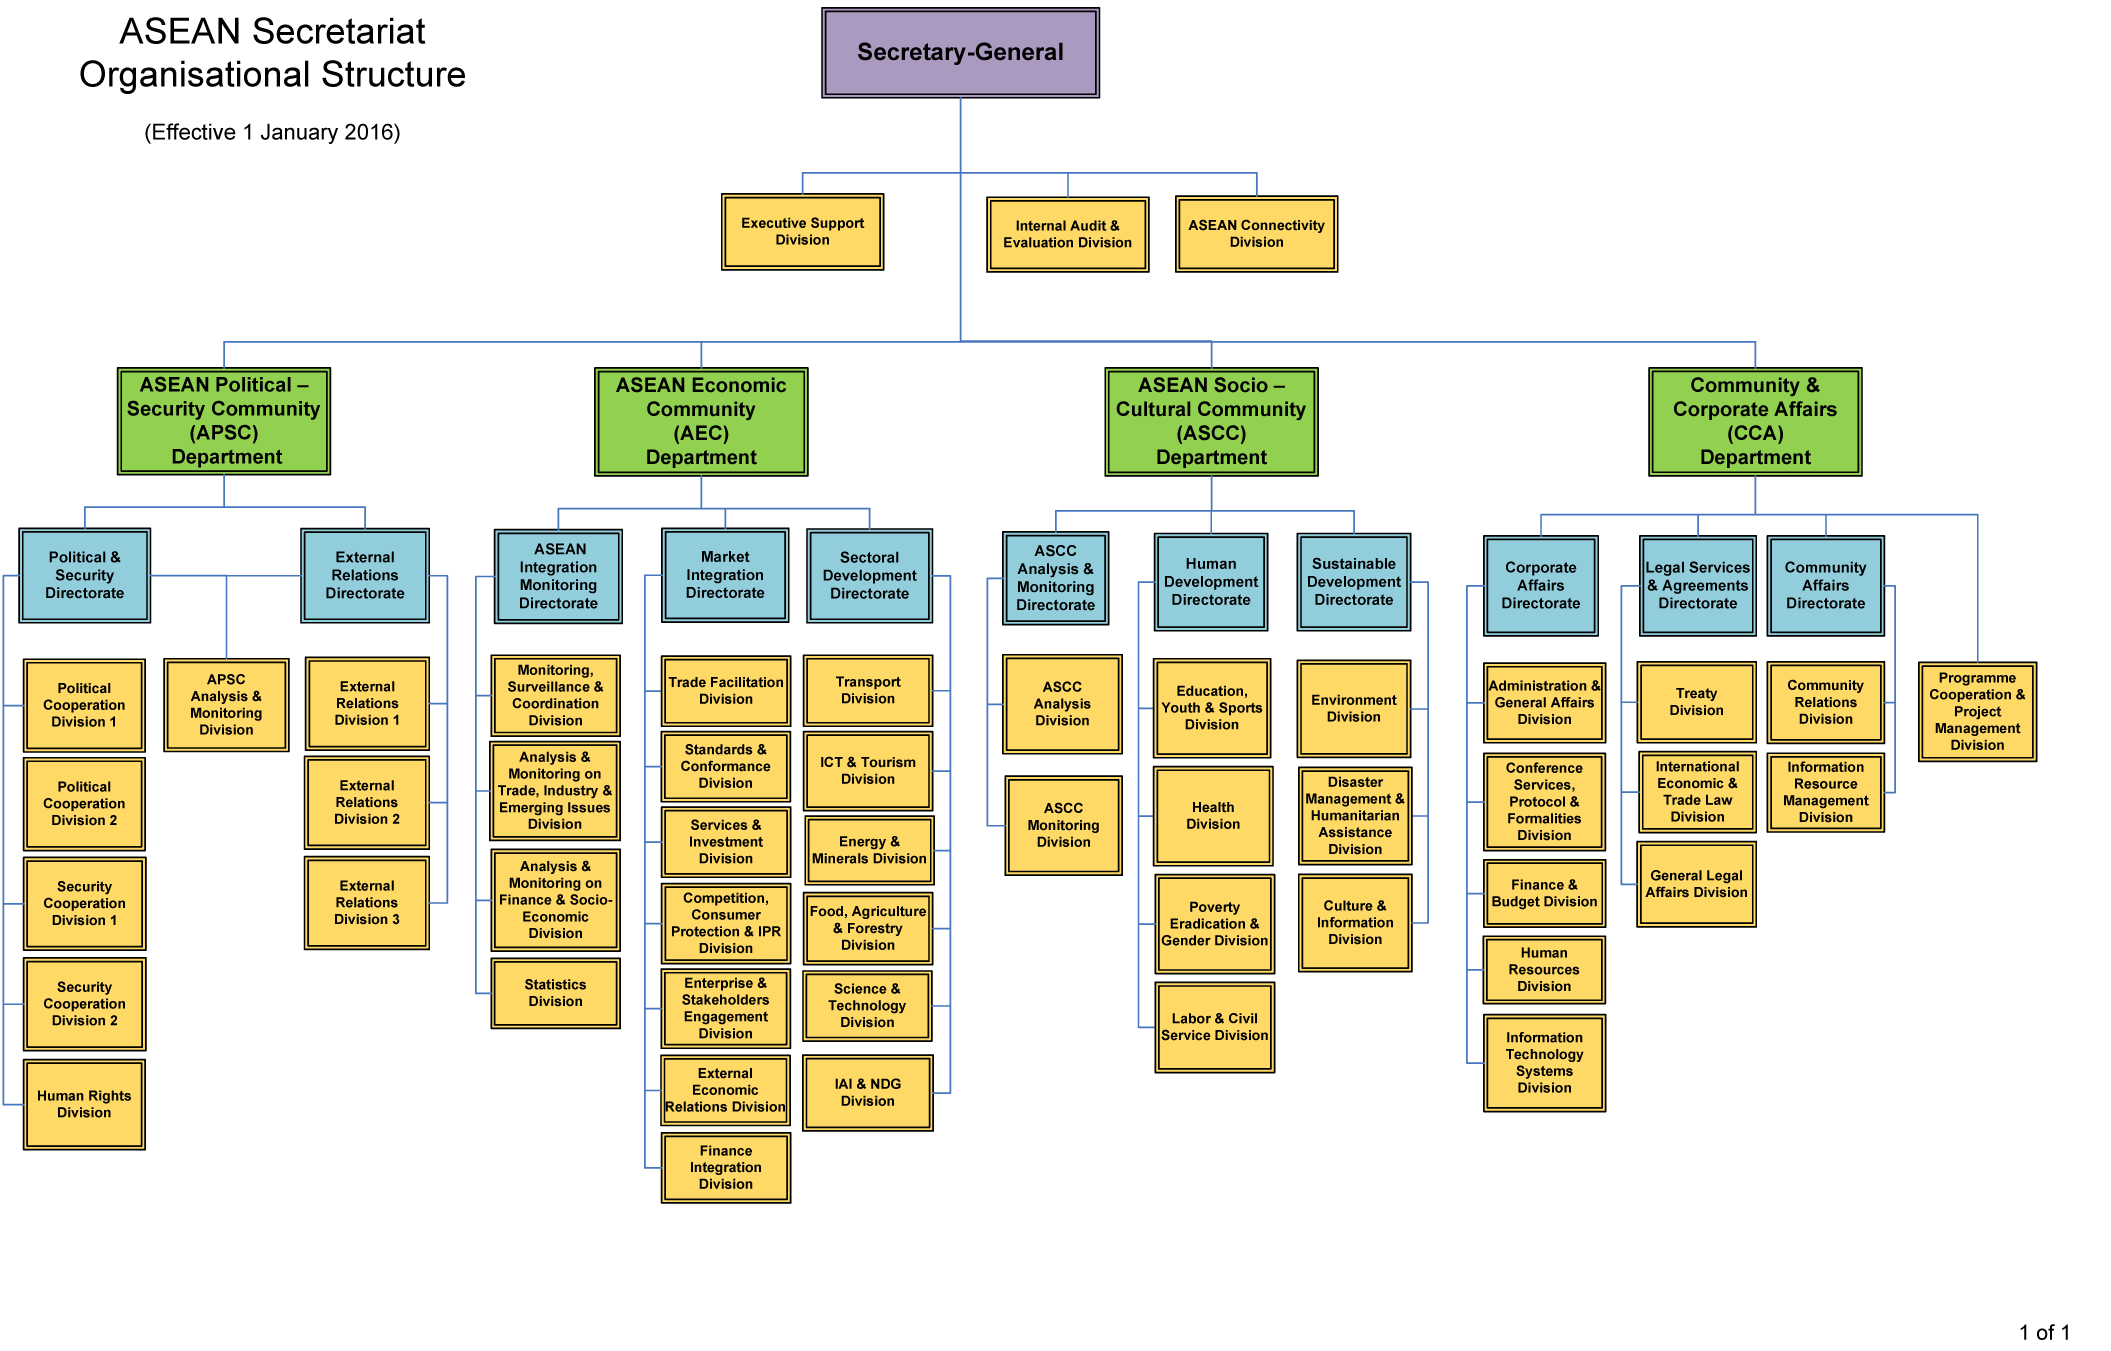 ASEAN Secretariat
Organisational Structure
(Effective 1 January 2016)
Secretary-General
Executive Support
Division
Internal Audit &
Evaluation Division
ASEAN Connectivity
Division
ASEAN Political –
Security Community
(APSC)
Department
ASEAN Economic
Community
(AEC)
Department
ASEAN Socio –
Cultural Community
(ASCC)
Department
Community &
Corporate Affairs
(CCA)
Department
Political &
Security
Directorate
External
Relations
Directorate
ASEAN
Integration
Monitoring
Directorate
Market
Integration
Directorate
Sectoral
Development
Directorate
ASCC
Analysis &
Monitoring
Directorate
Human
Development
Directorate
Sustainable
Development
Directorate
Corporate
Affairs
Directorate
Legal Services
& Agreements
Directorate
Community
Affairs
Directorate
Political
Cooperation
Division 1
Political
Cooperation
Division 2
Security
Cooperation
Division 1
Security
Cooperation
Division 2
Human Rights
Division
APSC
Analysis &
Monitoring
Division
External
Relations
Division 1
External
Relations
Division 2
External
Relations
Division 3
Monitoring,
Surveillance &
Coordination
Division
Analysis &
Monitoring on
Trade, Industry &
Emerging Issues
Division
Analysis &
Monitoring on
Finance & Socio-
Economic
Division
Statistics
Division
Trade Facilitation
Division
Standards &
Conformance
Division
Services &
Investment
Division
Competition,
Consumer
Protection & IPR
Division
Enterprise &
Stakeholders
Engagement
Division
External
Economic
Relations Division
Finance
Integration
Division
Transport
Division
ICT & Tourism
Division
Energy &
Minerals Division
Food, Agriculture
& Forestry
Division
Science &
Technology
Division
IAI & NDG
Division
ASCC
Analysis
Division
ASCC
Monitoring
Division
Education,
Youth & Sports
Division
Health
Division
Poverty
Eradication &
Gender Division
Labor & Civil
Service Division
Environment
Division
Disaster
Management &
Humanitarian
Assistance
Division
Culture &
Information
Division
Administration &
General Affairs
Division
Conference
Services,
Protocol &
Formalities
Division
Finance &
Budget Division
Human
Resources
Division
Information
Technology
Systems
Division
Treaty
Division
International
Economic &
Trade Law
Division
General Legal
Affairs Division
Community
Relations
Division
Information
Resource
Management
Division
Programme
Cooperation &
Project
Management
Division
1 of 1